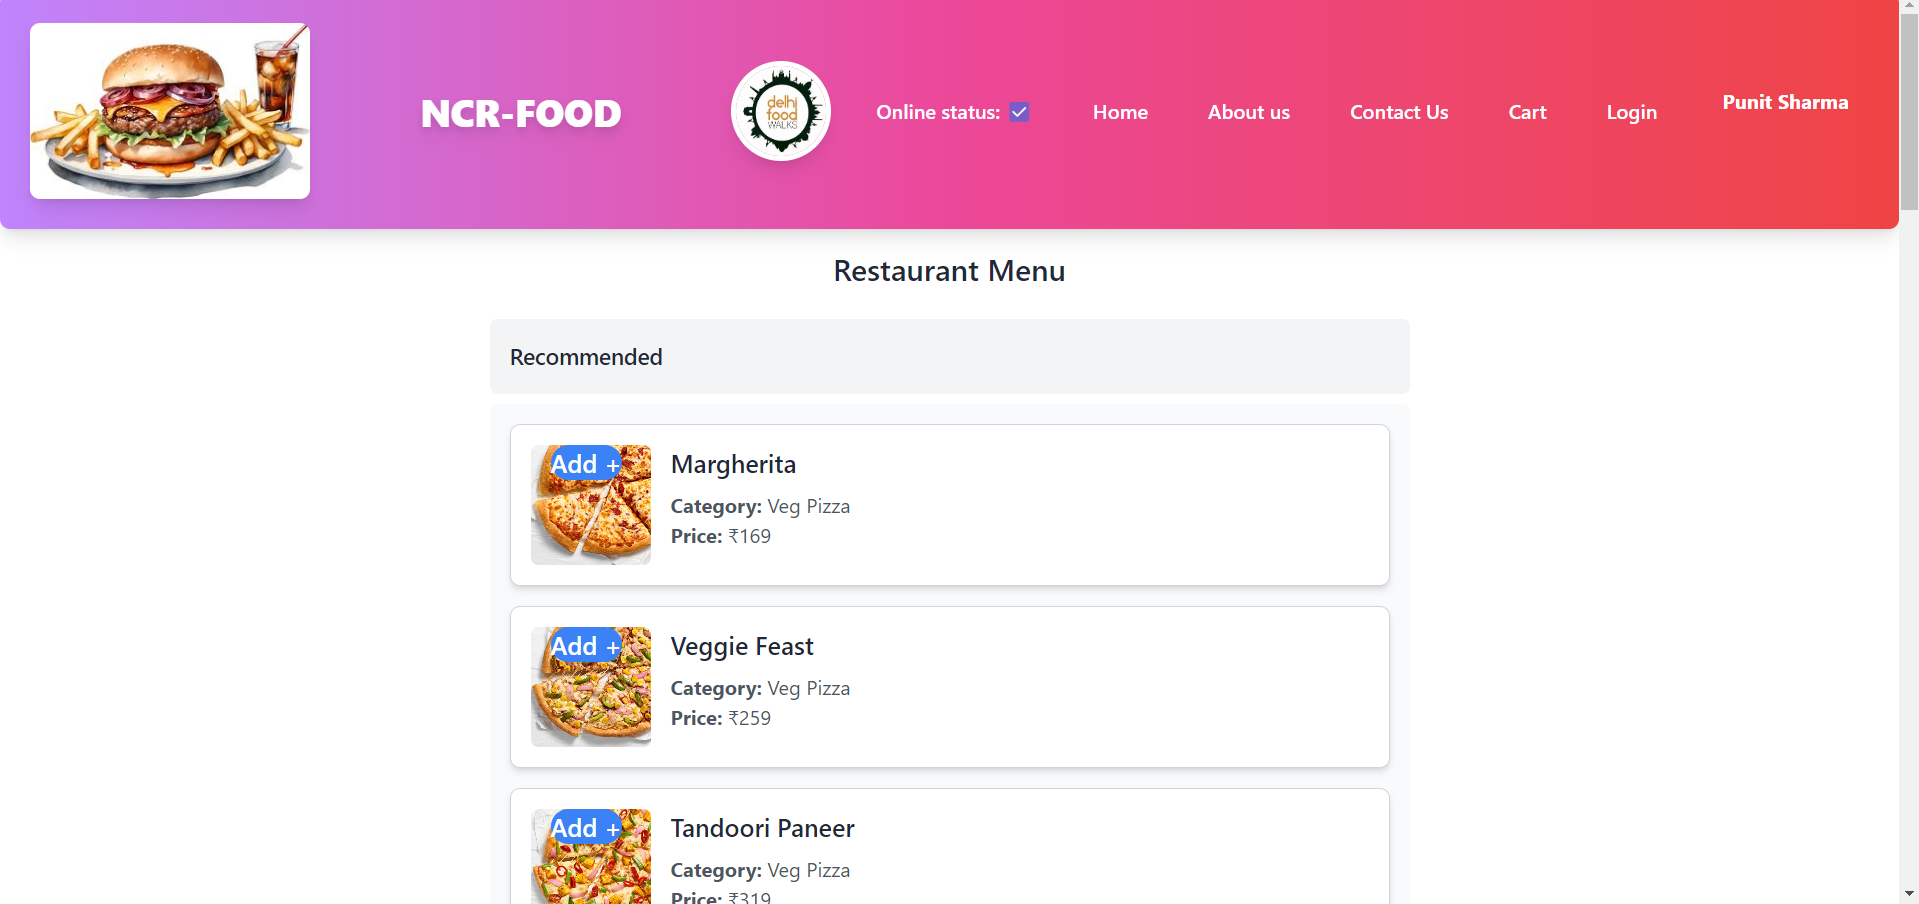 NCR-FOOD
delhi
food
WALKS
Online status:
Home
About us
Contact Us
Cart
Login
Punit Sharma
Restaurant Menu
Recommended
Add +
Margherita
Category: Veg Pizza
Price: ₹169
Add +
Veggie Feast
Category: Veg Pizza
Price: ₹259
Add +
Tandoori Paneer
Category: Veg Pizza
Price: ₹319